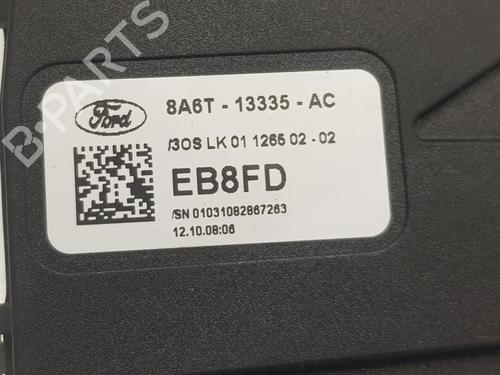 B-PARTS
Ford
8A6T - 13335 - AC
/3OS LK 01 1265 02 - 02
EB8FD
/SN 01031082867263
12.10.08:06